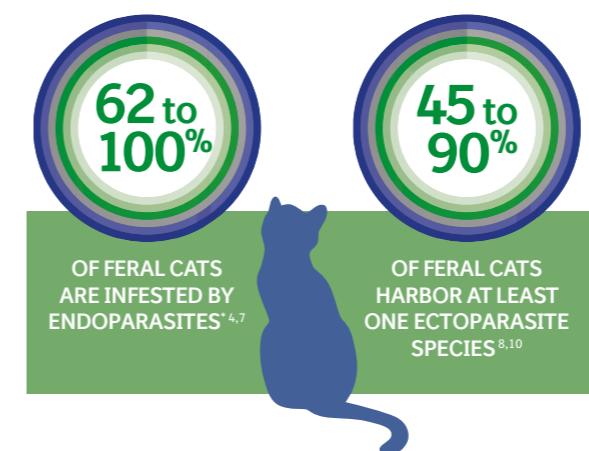 62 to
100%
OF FERAL CATS
ARE INFESTED BY
ENDOPARASITES* 4,7
45 to
90%
OF FERAL CATS
HARBOR AT LEAST
ONE ECTOPARASITE
SPECIES 8,10